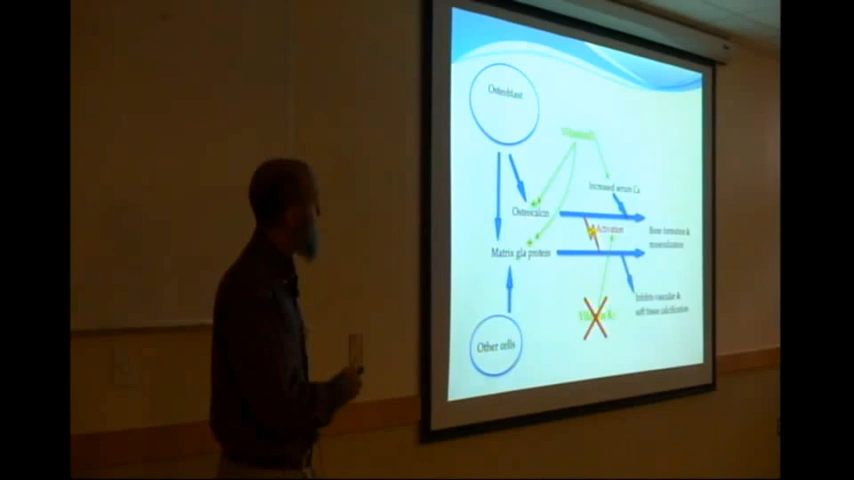 Osteoblast
Increased serum Ca
Osteocalcin
Activation
Bone formation &
mineralization
Matrix gla protein
Inhibits vascular &
soft tissue calcification
Other cells